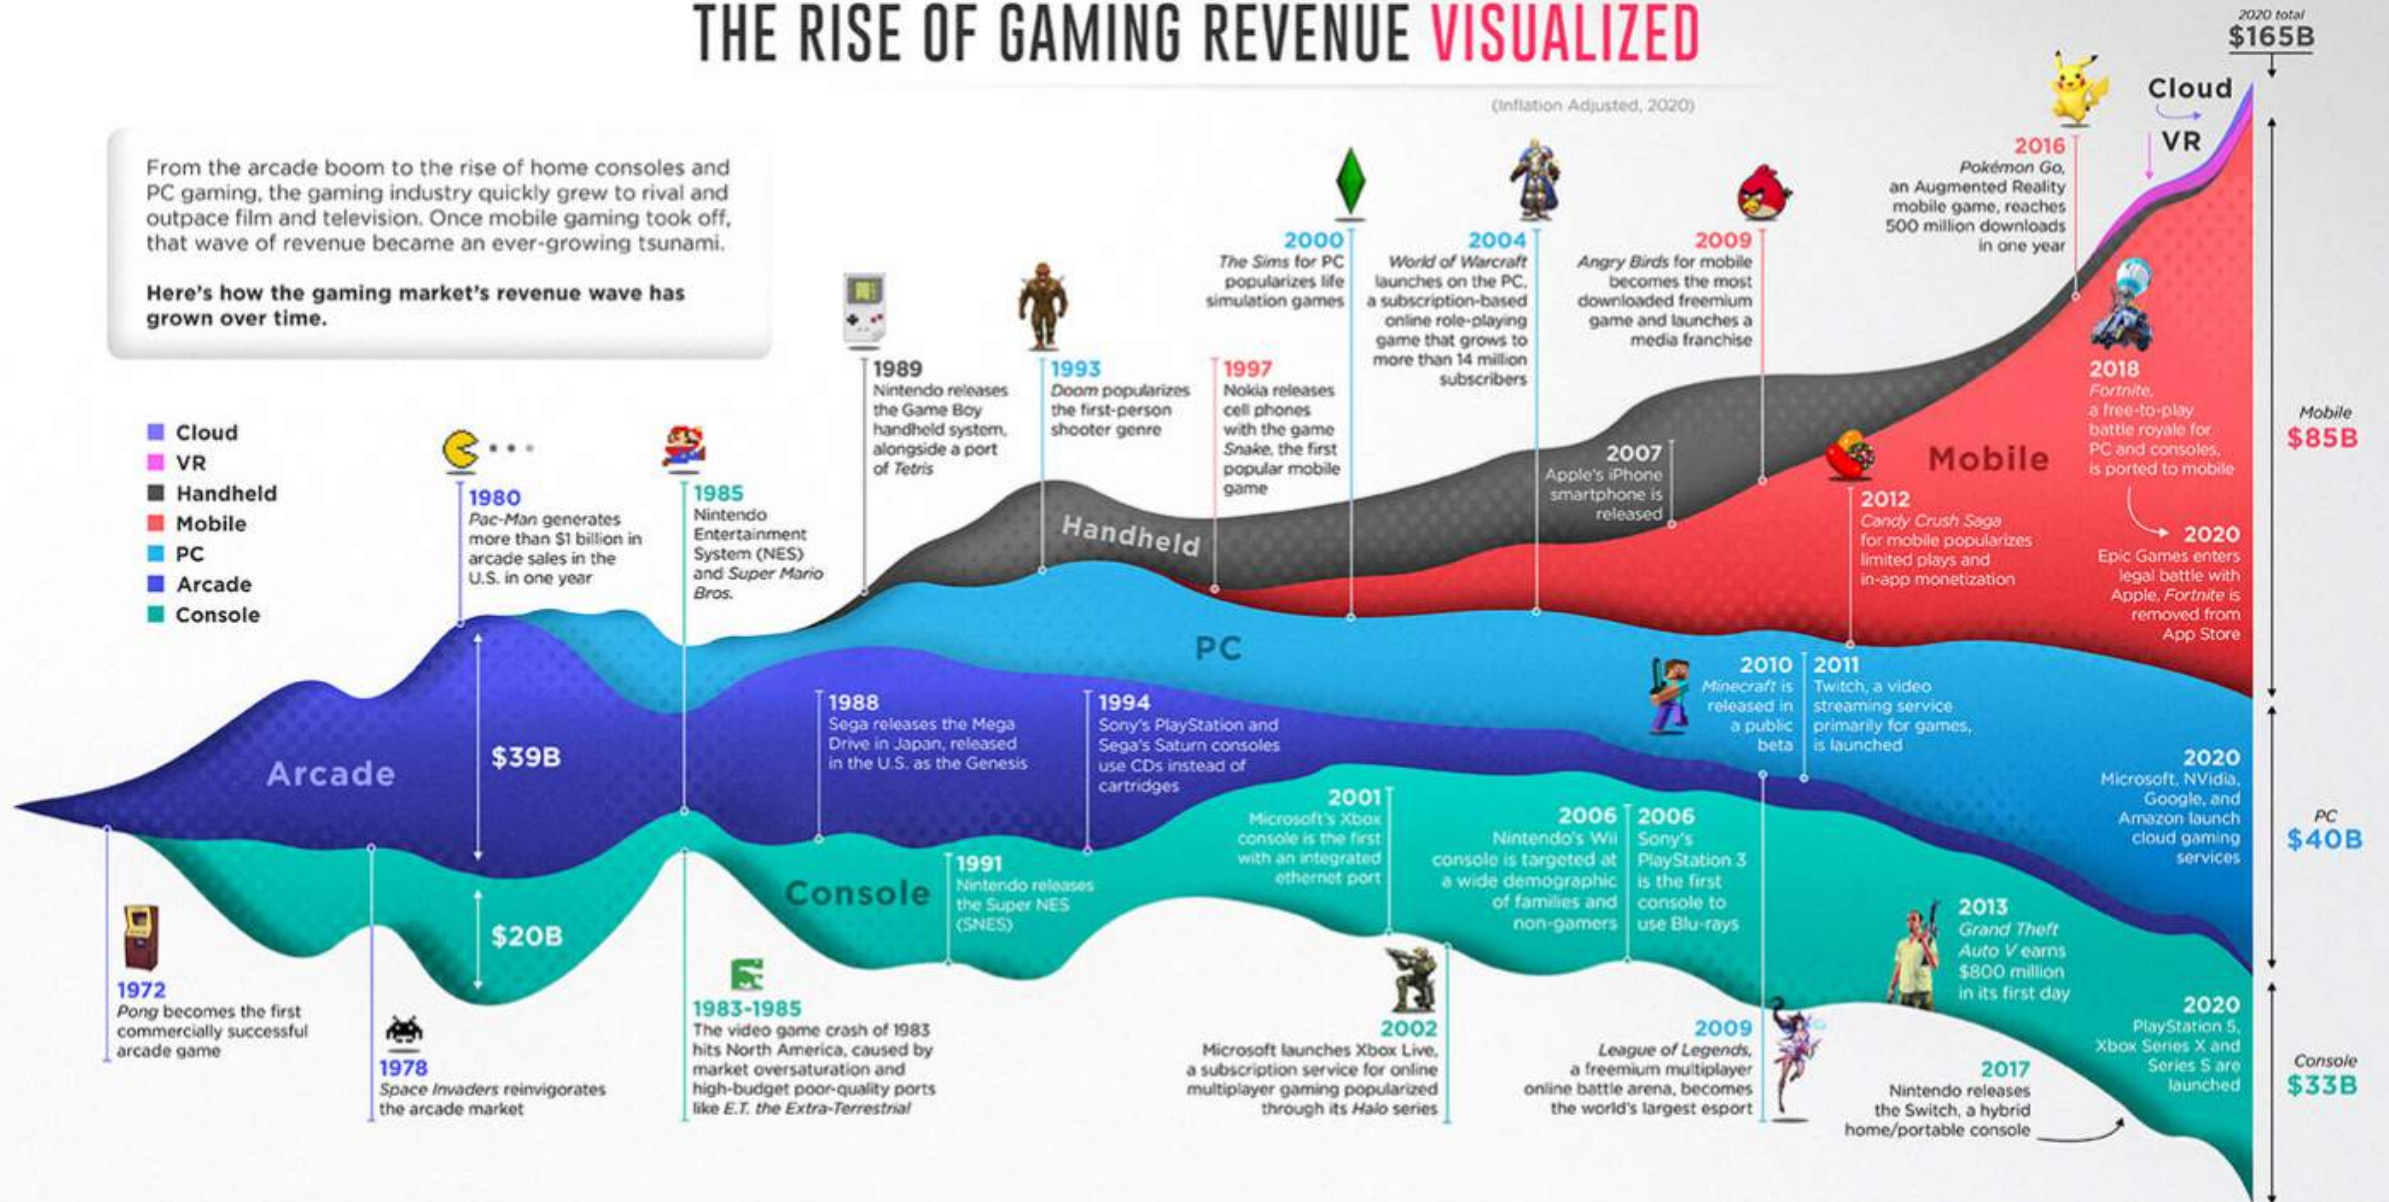 THE RISE OF GAMING REVENUE VISUALIZED
(Inflation Adjusted, 2020)
2020 total
$165B
From the arcade boom to the rise of home consoles and
PC gaming, the gaming industry quickly grew to rival and
outpace film and television. Once mobile gaming took off,
that wave of revenue became an ever-growing tsunami.
Here's how the gaming market's revenue wave has
grown over time.
Cloud
VR
Handheld
Mobile
PC
Arcade
Console
1980
Pac-Man generates
more than $1 billion in
arcade sales in the
U.S. in one year
1985
Nintendo
Entertainment
System (NES)
and Super Mario
Bros.
1989
Nintendo releases
the Game Boy
handheld system,
alongside a port
of Tetris
1993
Doom popularizes
the first-person
shooter genre
1997
Nokia releases
cell phones
with the game
Snake, the first
popular mobile
game
2000
The Sims for PC
popularizes life
simulation games
2004
World of Warcraft
launches on the PC,
a subscription-based
online role-playing
game that grows to
more than 14 million
subscribers
2009
Angry Birds for mobile
becomes the most
downloaded freemium
game and launches a
media franchise
2016
Pokémon Go,
an Augmented Reality
mobile game, reaches
500 million downloads
in one year
Cloud
VR
2007
Apple's iPhone
smartphone is
released
Handheld
Mobile
2012
Candy Crush Saga
for mobile popularizes
limited plays and
in-app monetization
2018
Fortnite,
a free-to-play
battle royale for
PC and consoles,
is ported to mobile
2020
Epic Games enters
legal battle with
Apple, Fortnite is
removed from
App Store
Mobile
$85B
PC
2010
Minecraft is
released in
a public
beta
2011
Twitch, a video
streaming service
primarily for games,
is launched
2020
Microsoft, NVidia,
Google, and
Amazon launch
cloud gaming
services
PC
$40B
Arcade
$39B
1988
Sega releases the Mega
Drive in Japan, released
in the U.S. as the Genesis
1994
Sony's PlayStation and
Sega's Saturn consoles
use CDs instead of
cartridges
$20B
Console
1991
Nintendo releases
the Super NES
(SNES)
2001
Microsoft's Xbox
console is the first
with an integrated
ethernet port
2006
Nintendo's Wii
console is targeted at
a wide demographic
of families and
non-gamers
2006
Sony's
PlayStation 3
is the first
console to
use Blu-rays
2013
Grand Theft
Auto V earns
$800 million
in its first day
2020
PlayStation 5,
Xbox Series X and
Series S are
launched
Console
$33B
1972
Pong becomes the first
commercially successful
arcade game
1978
Space Invaders reinvigorates
the arcade market
1983-1985
The video game crash of 1983
hits North America, caused by
market oversaturation and
high-budget poor-quality ports
like E.T. the Extra-Terrestrial
2002
Microsoft launches Xbox Live,
a subscription service for online
multiplayer gaming popularized
through its Halo series
2009
League of Legends,
a freemium multiplayer
online battle arena, becomes
the world's largest esport
2017
Nintendo releases
the Switch, a hybrid
home/portable console